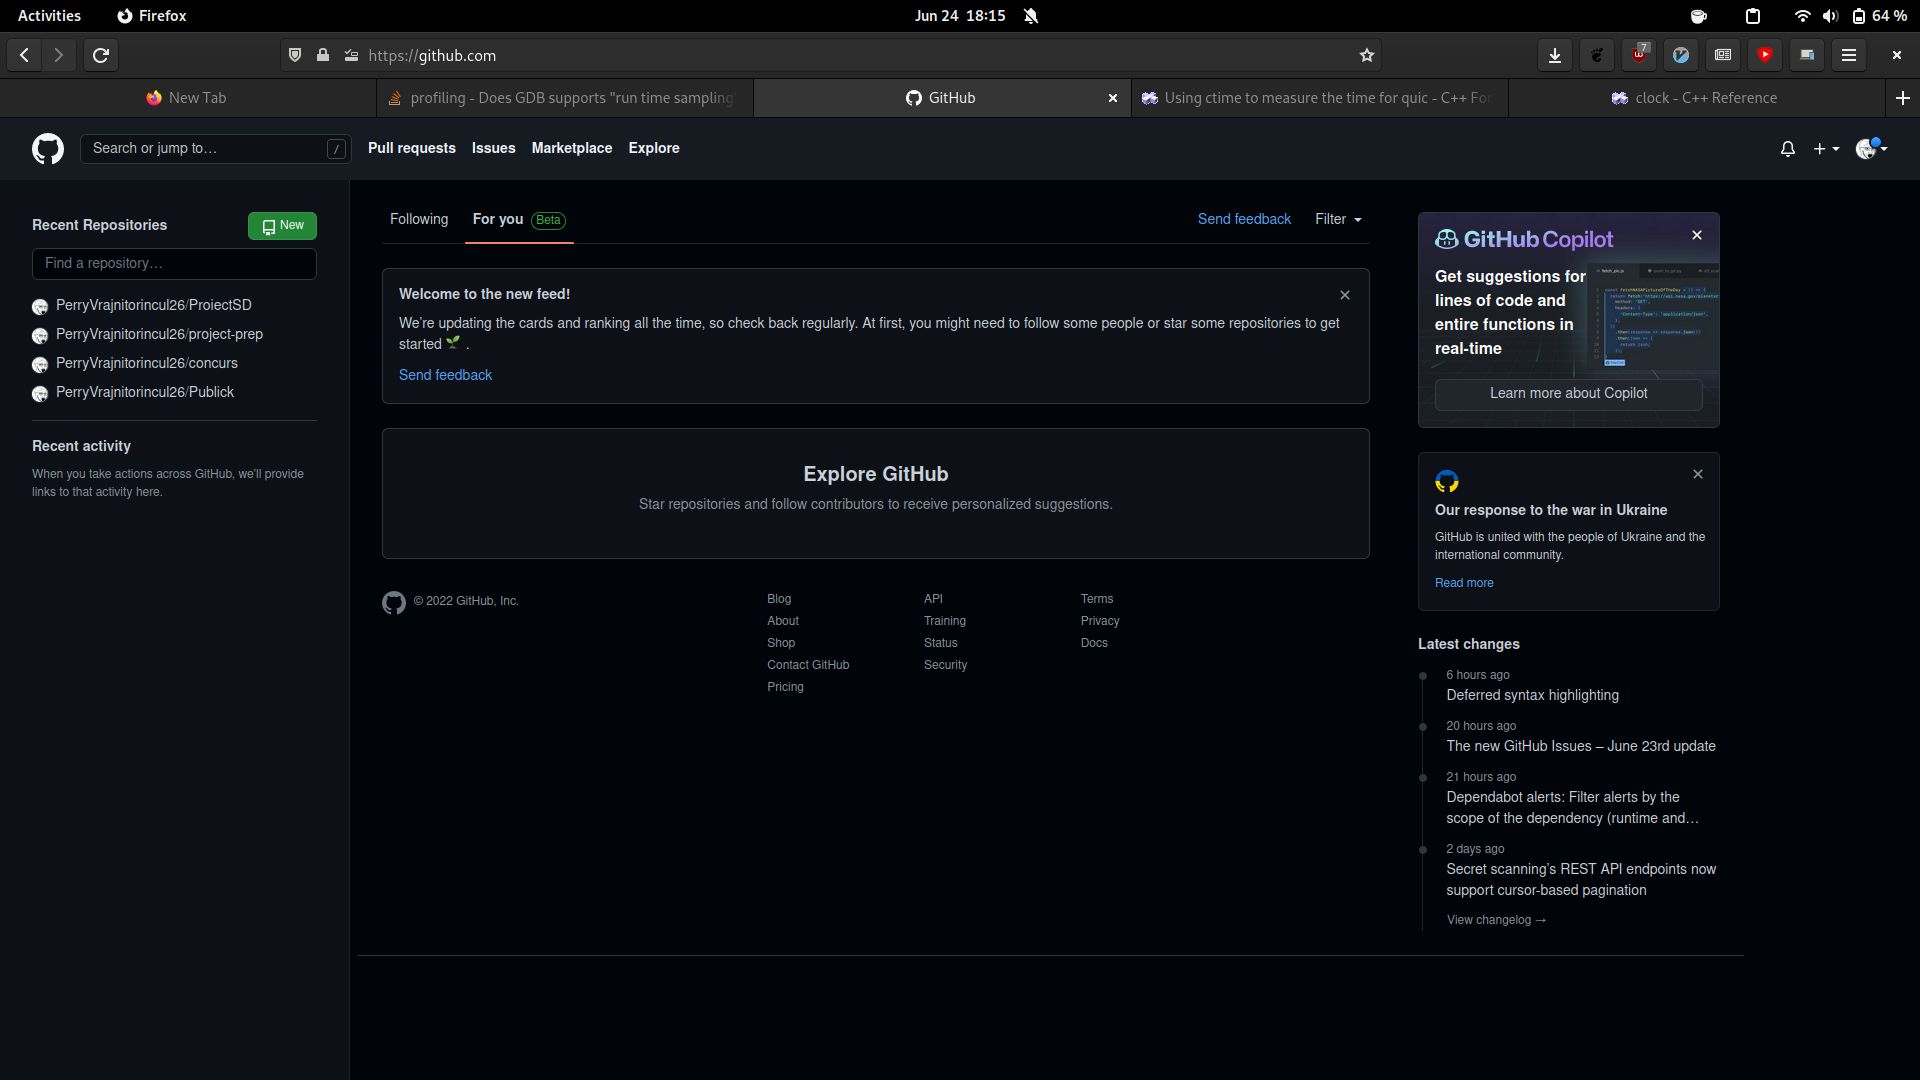 Activities
Firefox
Jun 24 18:15
64 %
https://github.com
7
New Tab
profiling - Does GDB supports "run time sampling"
GitHub
Using ctime to measure the time for quic - C++ For
clock - C++ Reference
Search or jump to…
/
Pull requests
Issues
Marketplace
Explore
Recent Repositories
New
Find a repository…
PerryVrajnitorincul26/ProiectSD
PerryVrajnitorincul26/project-prep
PerryVrajnitorincul26/concurs
PerryVrajnitorincul26/Publick
Recent activity
When you take actions across GitHub, we'll provide
links to that activity here.
Following
For you Beta
Send feedback
Filter
Welcome to the new feed!
We're updating the cards and ranking all the time, so check back regularly. At first, you might need to follow some people or star some repositories to get
started 🌱 .
Send feedback
Explore GitHub
Star repositories and follow contributors to receive personalized suggestions.
© 2022 GitHub, Inc.
Blog
About
Shop
Contact GitHub
Pricing
API
Training
Status
Security
Terms
Privacy
Docs
GitHub Copilot
Get suggestions for
lines of code and
entire functions in
real-time
Learn more about Copilot
Our response to the war in Ukraine
GitHub is united with the people of Ukraine and the
international community.
Read more
Latest changes
6 hours ago
Deferred syntax highlighting
20 hours ago
The new GitHub Issues – June 23rd update
21 hours ago
Dependabot alerts: Filter alerts by the
scope of the dependency (runtime and…
2 days ago
Secret scanning's REST API endpoints now
support cursor-based pagination
View changelog →